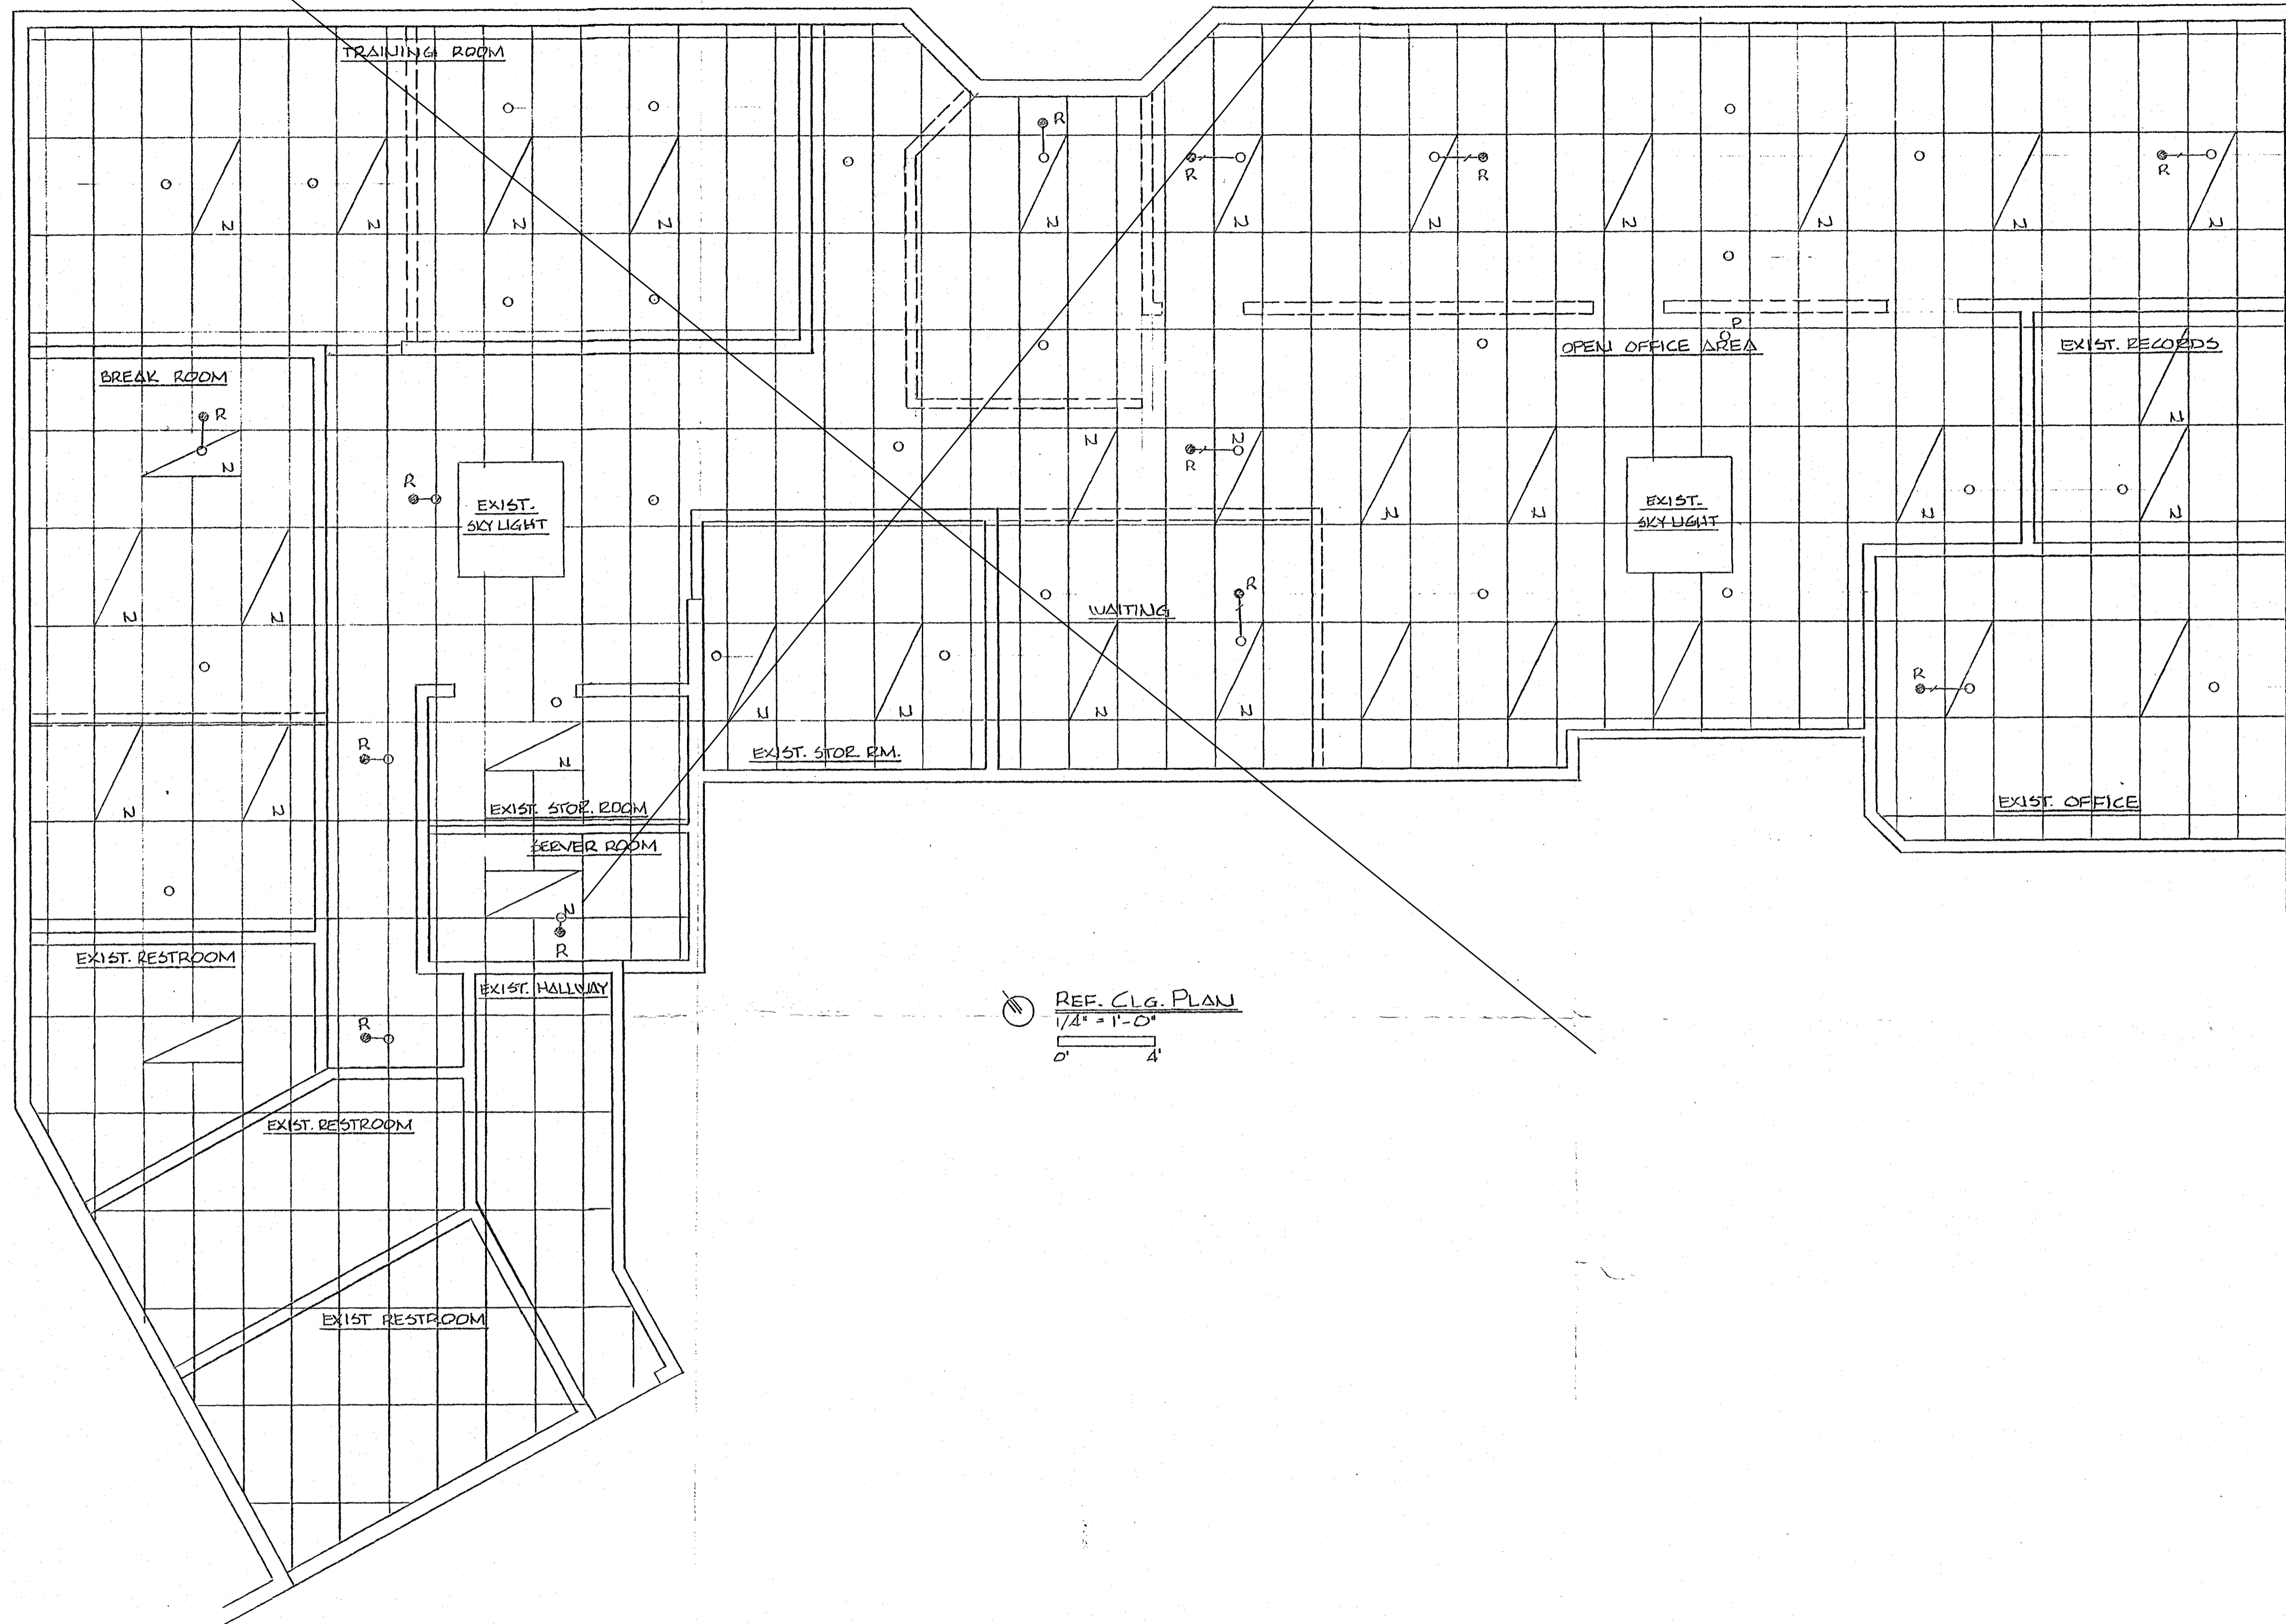 TRAINING ROOM
R
R
R
R
R
N
N
N
N
N
N
N
N
N
N
N
P
OPEN OFFICE AREA
EXIST. RECORDS
BREAK ROOM
R
N
N
N
N
R
R
EXIST.
SKYLIGHT
EXIST.
SKYLIGHT
N
N
N
N
N
N
N
R
WAITING
R
N
N
N
N
N
N
N
R
N
EXIST. STOR. RM.
EXIST. OFFICE
EXIST. STOR. ROOM
SERVER ROOM
N
R
EXIST. RESTROOM
EXIST. HALLWAY
R
REF. CLG. PLAN
1/4" = 1'-0"
0' 4'
EXIST. RESTROOM
EXIST RESTROOM